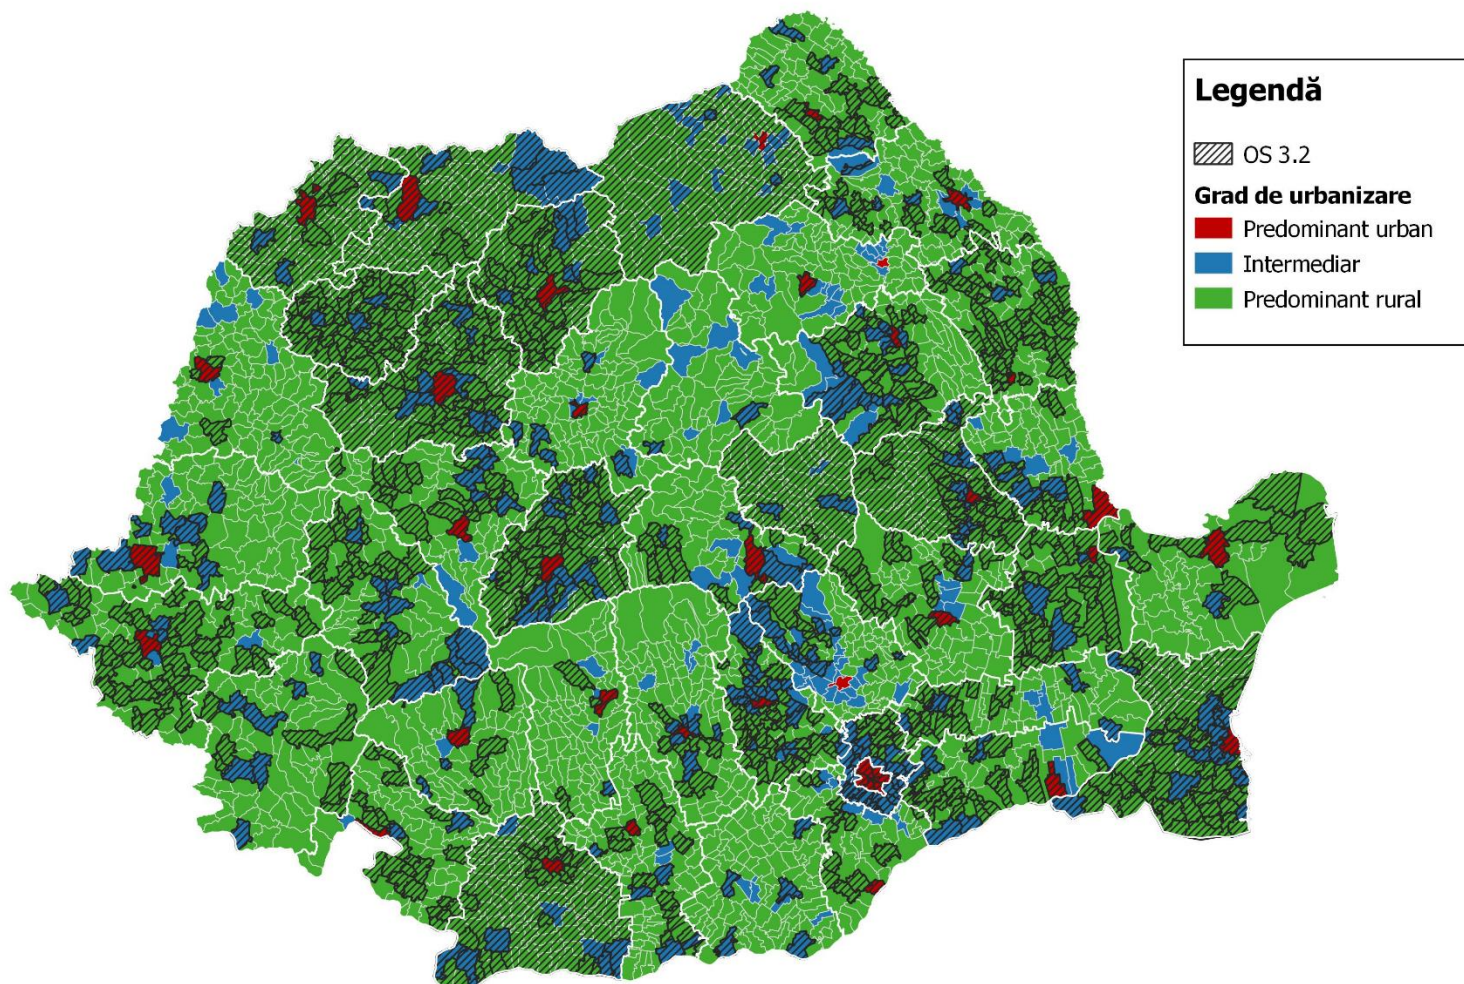 Legendă
OS 3.2
Grad de urbanizare
Predominant urban
Intermediar
Predominant rural